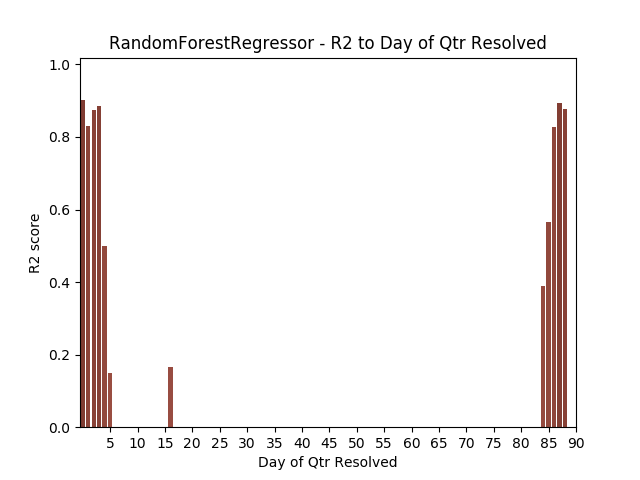 RandomForestRegressor - R2 to Day of Qtr Resolved
1.0
0.8
0.6
0.4
0.2
0.0
R2 score
5 10 15 20 25 30 35 40 45 50 55 60 65 70 75 80 85 90
Day of Qtr Resolved